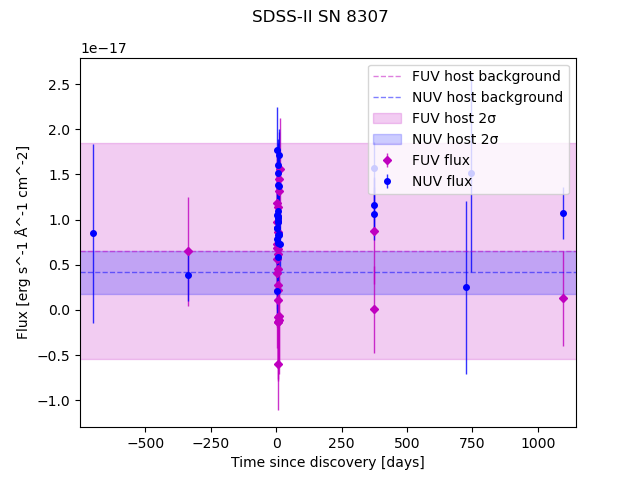 SDSS-II SN 8307
1e−17
FUV host background
NUV host background
FUV host 2σ
NUV host 2σ
FUV flux
NUV flux
2.5
2.0
1.5
1.0
0.5
0.0
−0.5
−1.0
Flux [erg s^-1 Å^-1 cm^-2]
−500
−250
0
250
500
750
1000
Time since discovery [days]